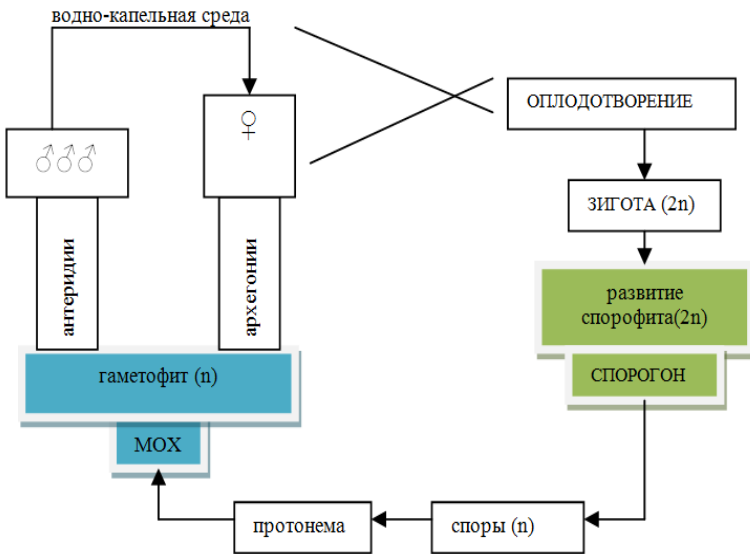 водно-капельная среда
♀
ОПЛОДОТВОРЕНИЕ
♂♂♂
ЗИГОТА (2n)
антеридии
архегонии
развитие
спорофита(2n)
гаметофит (n)
СПОРОГОН
МОХ
протонема
споры (n)